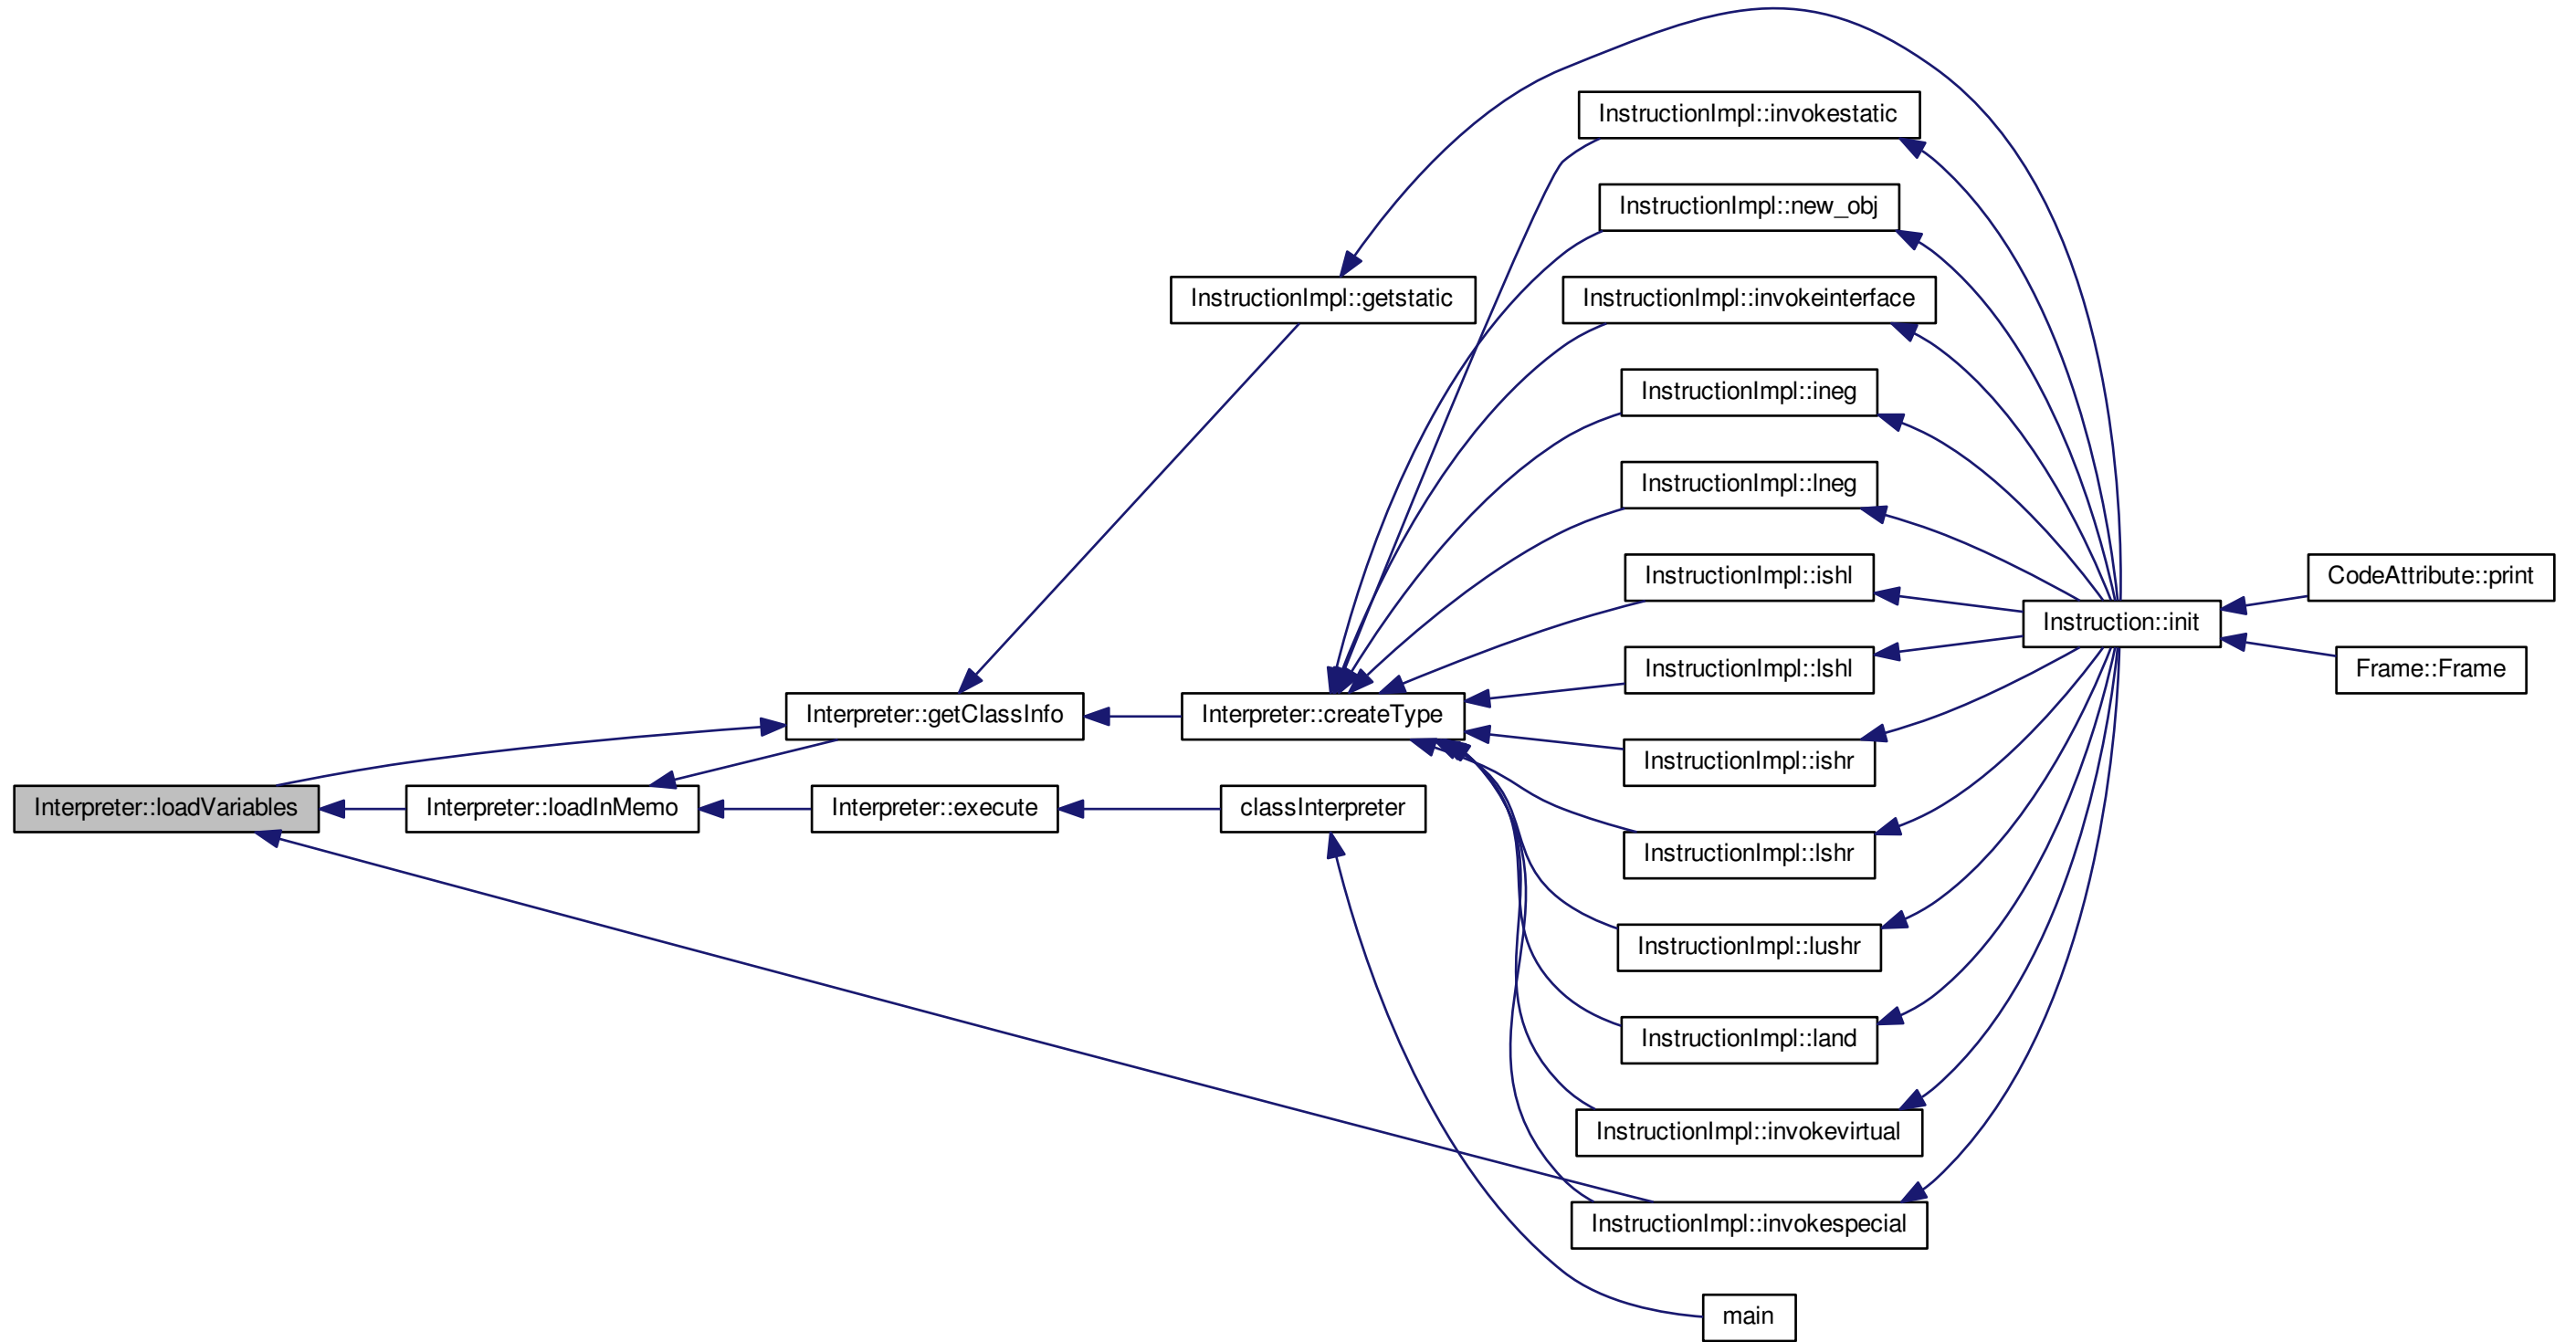 InstructionImpl::invokestatic
InstructionImpl::new_obj
InstructionImpl::getstatic
InstructionImpl::invokeinterface
InstructionImpl::ineg
InstructionImpl::lneg
InstructionImpl::ishl
CodeAttribute::print
Instruction::init
InstructionImpl::lshl
Frame::Frame
Interpreter::getClassInfo
Interpreter::createType
InstructionImpl::ishr
Interpreter::loadVariables
Interpreter::loadInMemo
Interpreter::execute
classInterpreter
InstructionImpl::lshr
InstructionImpl::lushr
InstructionImpl::land
InstructionImpl::invokevirtual
InstructionImpl::invokespecial
main